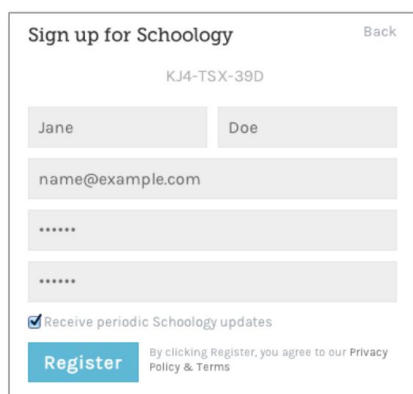 Sign up for Schoology Back
KJ4-TSX-39D
Jane Doe
name@example.com
••••••
••••••
Receive periodic Schoology updates
Register By clicking Register, you agree to our Privacy
Policy & Terms